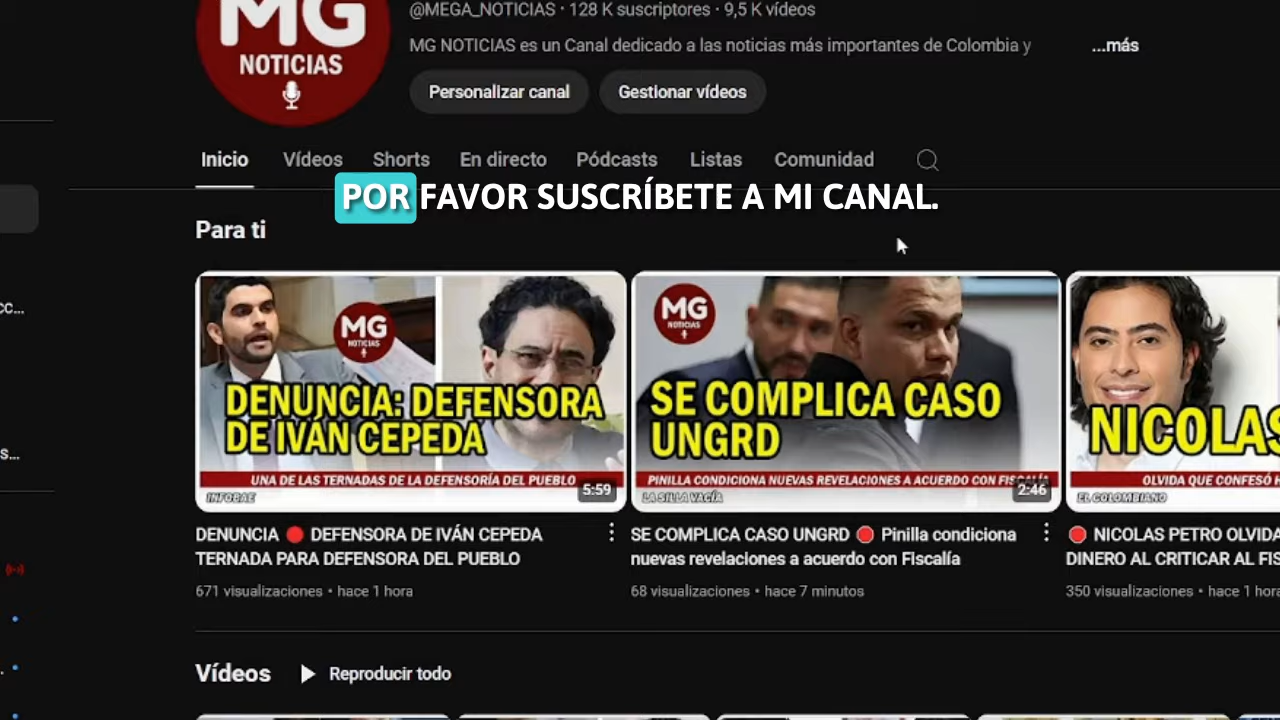 MG
NOTICIAS
@MEGA_NOTICIAS · 128 K suscriptores · 9,5 K vídeos
MG NOTICIAS es un Canal dedicado a las noticias más importantes de Colombia y ...más
Personalizar canal
Gestionar vídeos
Inicio
Vídeos
Shorts
En directo
Pódcasts
Listas
Comunidad
POR FAVOR SUSCRÍBETE A MI CANAL.
Para ti
cc...
s...
MG
NOTICIAS
DENUNCIA: DEFENSORA
DE IVÁN CEPEDA
UNA DE LAS TERNADAS DE LA DEFENSORÍA DEL PUEBLO
INFOBAE
5:59
DENUNCIA 🔴 DEFENSORA DE IVÁN CEPEDA
TERNADA PARA DEFENSORA DEL PUEBLO
671 visualizaciones • hace 1 hora
MG
NOTICIAS
SE COMPLICA CASO
UNGRD
PINILLA CONDICIONA NUEVAS REVELACIONES A ACUERDO CON FISCALÍA
LA SILLA VACÍA
2:46
SE COMPLICA CASO UNGRD 🔴 Pinilla condiciona
nuevas revelaciones a acuerdo con Fiscalía
68 visualizaciones • hace 7 minutos
NICOLAS
OLVIDA QUE CONFESÓ
EL COLOMBIANO
🔴 NICOLAS PETRO OLVIDA
DINERO AL CRITICAR AL FIS
350 visualizaciones • hace 1 hora
Vídeos
Reproducir todo